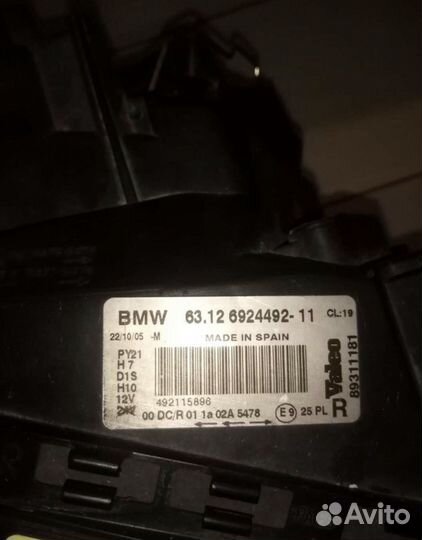 BMW 63.12 6924492-11 CL:19
22/10/05 -M MADE IN SPAIN
PY21
H7
D1S
H10
12V
492115896
00 DC/R 01 1a 02A 5478 E9 25 PL R
Valeo
89311181
Avito